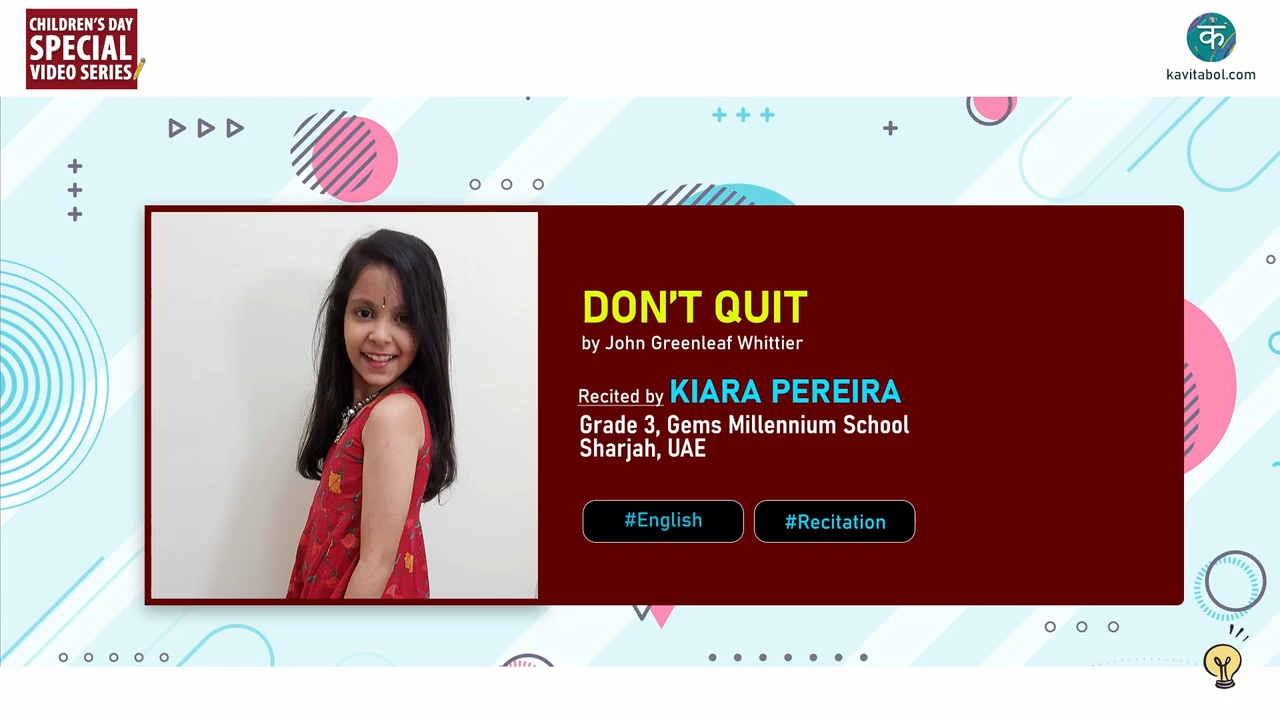 CHILDREN'S DAY
SPECIAL
VIDEO SERIES
क
kavitabol.com
DON'T QUIT
by John Greenleaf Whittier
Recited by KIARA PEREIRA
Grade 3, Gems Millennium School
Sharjah, UAE
#English #Recitation